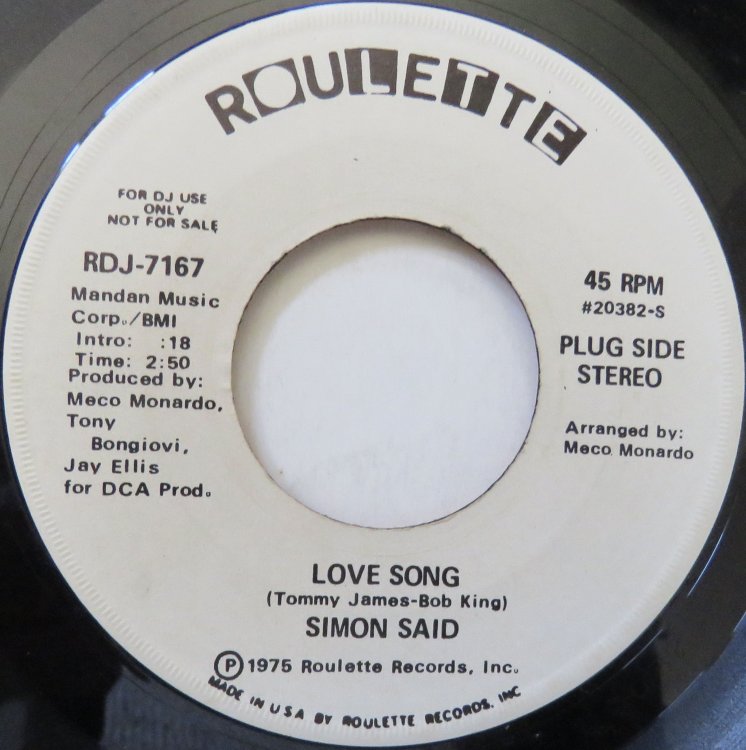 ROULETTE
FOR DJ USE
ONLY
NOT FOR SALE
RDJ-7167
Mandan Music
Corp./BMI
Intro: :18
Time: 2:50
Produced by:
Meco Monardo,
Tony
Bongiovi,
Jay Ellis
for DCA Prod.
45 RPM
#20382-S
PLUG SIDE
STEREO
Arranged by:
Meco Monardo
LOVE SONG
(Tommy James-Bob King)
SIMON SAID
Ⓟ1975 Roulette Records, Inc.
MADE IN U.S.A BY ROULETTE RECORDS, INC